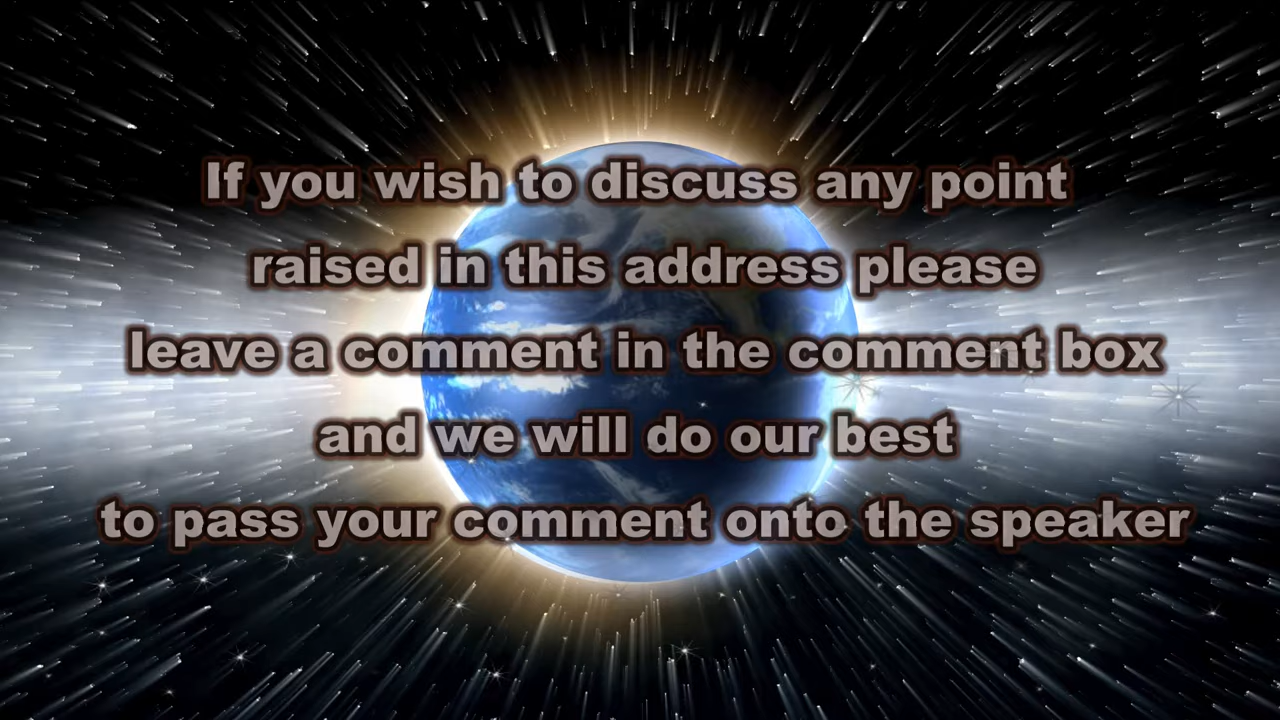 If you wish to discuss any point
raised in this address please
leave a comment in the comment box
and we will do our best
to pass your comment onto the speaker